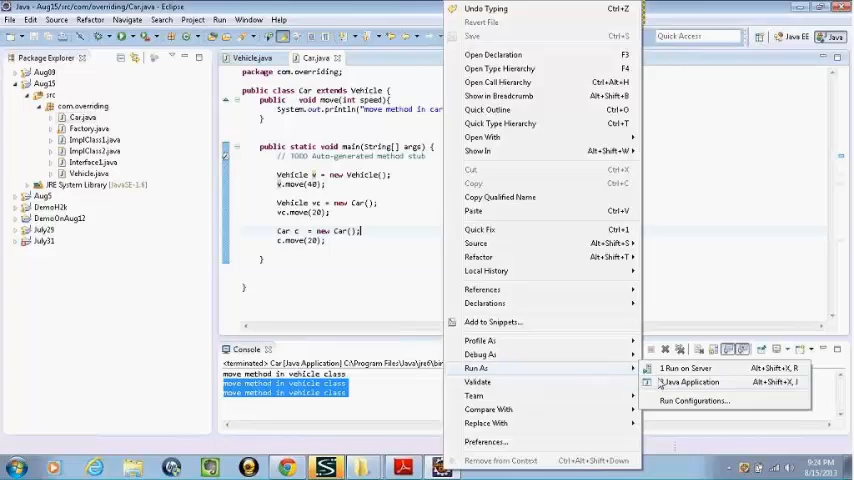 Java - Aug15/src/com/overriding/Car.java - Eclipse
File Edit Source Refactor Navigate Search Project Run Window Help
Quick Access
Java EE
Java
Package Explorer
Aug09
Aug15
src
com.overriding
Car.java
Factory.java
ImplClass1.java
ImplClass2.java
Interface1.java
Vehicle.java
JRE System Library [JavaSE-1.6]
Aug5
DemoH2k
DemoOnAug12
July29
July31
Vehicle.java
Car.java
package com.overriding;
public class Car extends Vehicle {
public void move(int speed){
System.out.println("move method in car
}
public static void main(String[] args) {
// TODO Auto-generated method stub
Vehicle v = new Vehicle();
v.move(40);
Vehicle vc = new Car();
vc.move(20);
Car c = new Car();
c.move(20);
}
}
Console
<terminated> Car [Java Application] C:\Program Files\Java\jre6\bin
move method in vehicle class
move method in vehicle class
move method in vehicle class
Undo Typing Ctrl+Z
Revert File
Save Ctrl+S
Open Declaration F3
Open Type Hierarchy F4
Open Call Hierarchy Ctrl+Alt+H
Show in Breadcrumb Alt+Shift+B
Quick Outline Ctrl+O
Quick Type Hierarchy Ctrl+T
Open With
Show In Alt+Shift+W
Cut Ctrl+X
Copy Ctrl+C
Copy Qualified Name
Paste Ctrl+V
Quick Fix Ctrl+1
Source Alt+Shift+S
Refactor Alt+Shift+T
Local History
References
Declarations
Add to Snippets...
Profile As
Debug As
Run As
Validate
Team
Compare With
Replace With
Preferences...
Remove from Context Ctrl+Alt+Shift+Down
1 Run on Server Alt+Shift+X, R
Java Application Alt+Shift+X, J
Run Configurations...
9:24 PM
8/15/2013